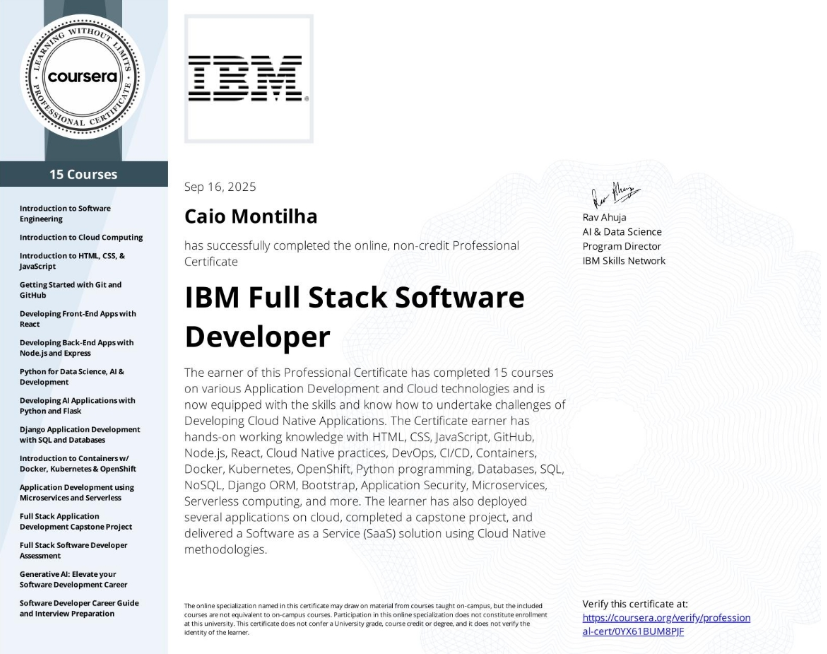 LEARNING WITHOUT LIMITS
coursera
PROFESSIONAL CERTIFICATE
15 Courses
Introduction to Software
Engineering
Introduction to Cloud Computing
Introduction to HTML, CSS, &
JavaScript
Getting Started with Git and
GitHub
Developing Front-End Apps with
React
Developing Back-End Apps with
Node.js and Express
Python for Data Science, AI &
Development
Developing AI Applications with
Python and Flask
Django Application Development
with SQL and Databases
Introduction to Containers w/
Docker, Kubernetes & OpenShift
Application Development using
Microservices and Serverless
Full Stack Application
Development Capstone Project
Full Stack Software Developer
Assessment
Generative AI: Elevate your
Software Development Career
Software Developer Career Guide
and Interview Preparation
IBM®
Sep 16, 2025
Caio Montilha
has successfully completed the online, non-credit Professional
Certificate
IBM Full Stack Software
Developer
The earner of this Professional Certificate has completed 15 courses
on various Application Development and Cloud technologies and is
now equipped with the skills and know how to undertake challenges of
Developing Cloud Native Applications. The Certificate earner has
hands-on working knowledge with HTML, CSS, JavaScript, GitHub,
Node.js, React, Cloud Native practices, DevOps, CI/CD, Containers,
Docker, Kubernetes, OpenShift, Python programming, Databases, SQL,
NoSQL, Django ORM, Bootstrap, Application Security, Microservices,
Serverless computing, and more. The learner has also deployed
several applications on cloud, completed a capstone project, and
delivered a Software as a Service (SaaS) solution using Cloud Native
methodologies.
Rav Ahuja
AI & Data Science
Program Director
IBM Skills Network
The online specialization named in this certificate may draw on material from courses taught on-campus, but the included
courses are not equivalent to on-campus courses. Participation in this online specialization does not constitute enrollment
at this university. This certificate does not confer a University grade, course credit or degree, and it does not verify the
identity of the learner.
Verify this certificate at:
https://coursera.org/verify/profession
al-cert/0YX61BUM8PJF